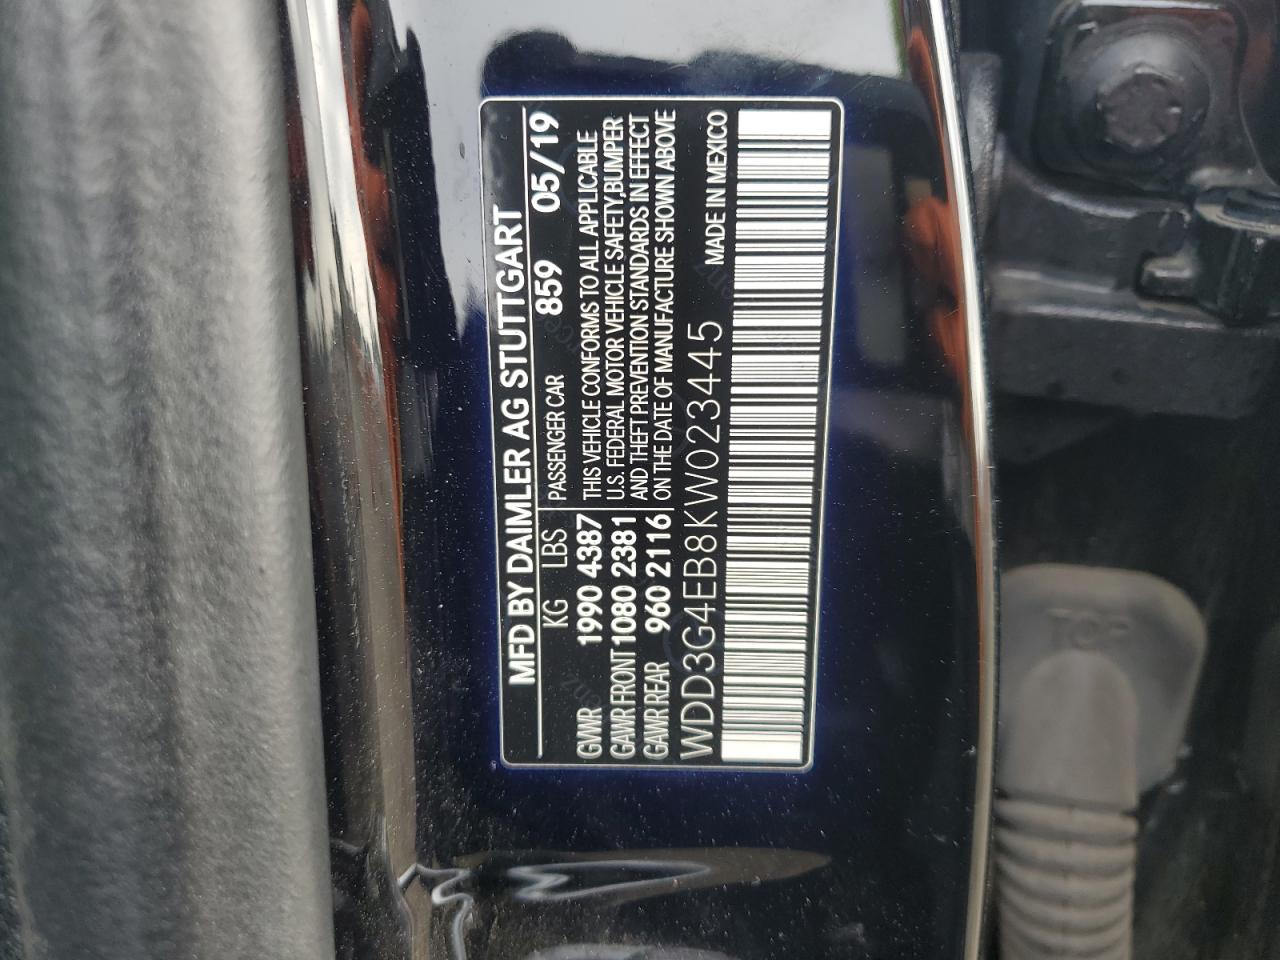 MFD BY DAIMLER AG STUTTGART
KG LBS PASSENGER CAR 859 05/19
GVWR 1990 4387 THIS VEHICLE CONFORMS TO ALL APPLICABLE
GAWR FRONT 1080 2381 U.S. FEDERAL MOTOR VEHICLE SAFETY,BUMPER
AND THEFT PREVENTION STANDARDS IN EFFECT
GAWR REAR 960 2116 ON THE DATE OF MANUFACTURE SHOWN ABOVE
WDD3G4EB8KW023445 MADE IN MEXICO
TOP